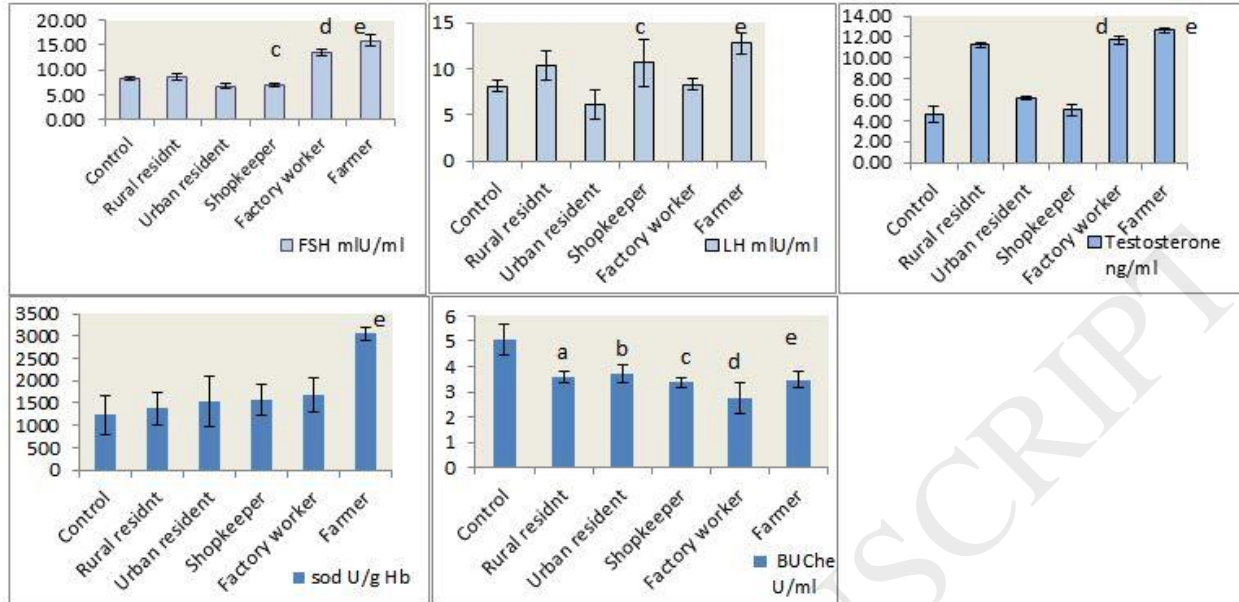 20.00
15.00
10.00
5.00
0.00
c
d
e
Control
Rural residnt
Urban resident
Shopkeeper
Factory worker
Farmer
FSH mIU/ml
15
10
5
0
c
e
Control
Rural residnt
Urban resident
Shopkeeper
Factory worker
Farmer
LH mIU/ml
14.00
12.00
10.00
8.00
6.00
4.00
2.00
0.00
d
e
Control
Rural residnt
Urban resident
Shopkeeper
Factory worker
Farmer
Testosterone
ng/ml
3500
3000
2500
2000
1500
1000
500
0
e
Control
Rural residnt
Urban resident
Shopkeeper
Factory worker
Farmer
sod U/g Hb
6
5
4
3
2
1
0
a
b
c
d
e
Control
Rural residnt
Urban resident
Shopkeeper
Factory worker
Farmer
BUChe
U/ml